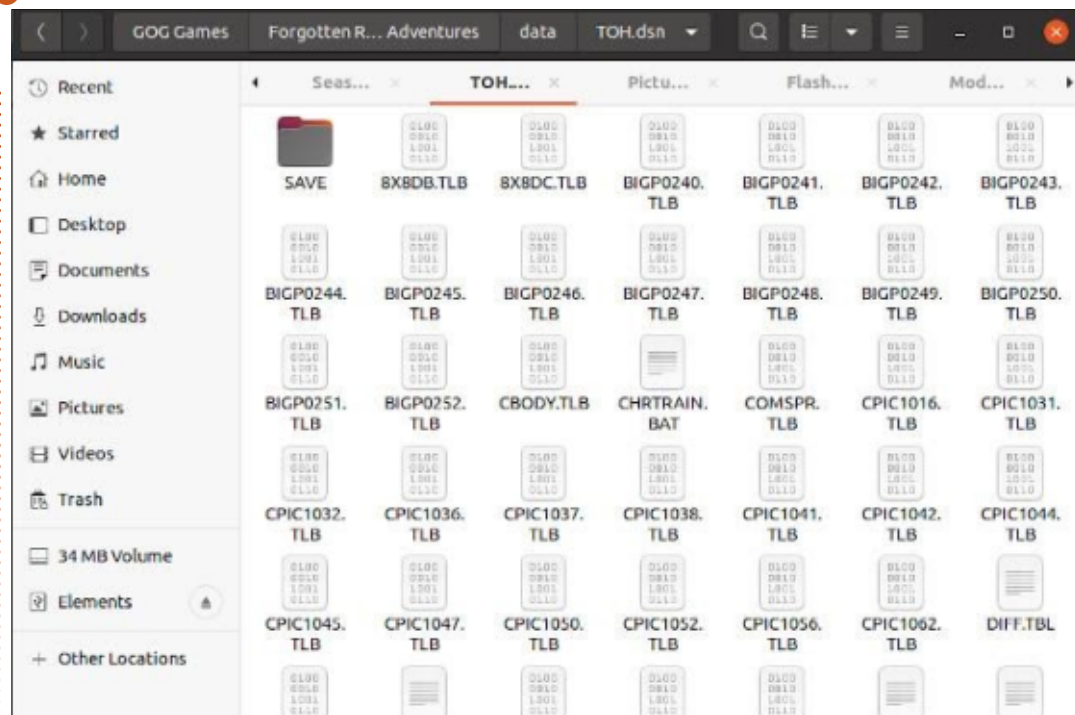 GOG Games Forgotten R... Adventures data TOH.dsn
Recent
Starred
Home
Desktop
Documents
Downloads
Music
Pictures
Videos
Trash
34 MB Volume
Elements
+ Other Locations
Seas... TOH.... Pictu... Flash... Mod...
SAVE 8X8DB.TLB 8X8DC.TLB BIGP0240. BIGP0241. BIGP0242. BIGP0243.
TLB TLB TLB TLB
BIGP0244. BIGP0245. BIGP0246. BIGP0247. BIGP0248. BIGP0249. BIGP0250.
TLB TLB TLB TLB TLB TLB TLB
BIGP0251. BIGP0252. CBODY.TLB CHRTRAIN. COMSPR. CPIC1016. CPIC1031.
TLB TLB BAT TLB TLB TLB
CPIC1032. CPIC1036. CPIC1037. CPIC1038. CPIC1041. CPIC1042. CPIC1044.
TLB TLB TLB TLB TLB TLB TLB
CPIC1045. CPIC1047. CPIC1050. CPIC1052. CPIC1056. CPIC1062. DIFF.TBL
TLB TLB TLB TLB TLB TLB